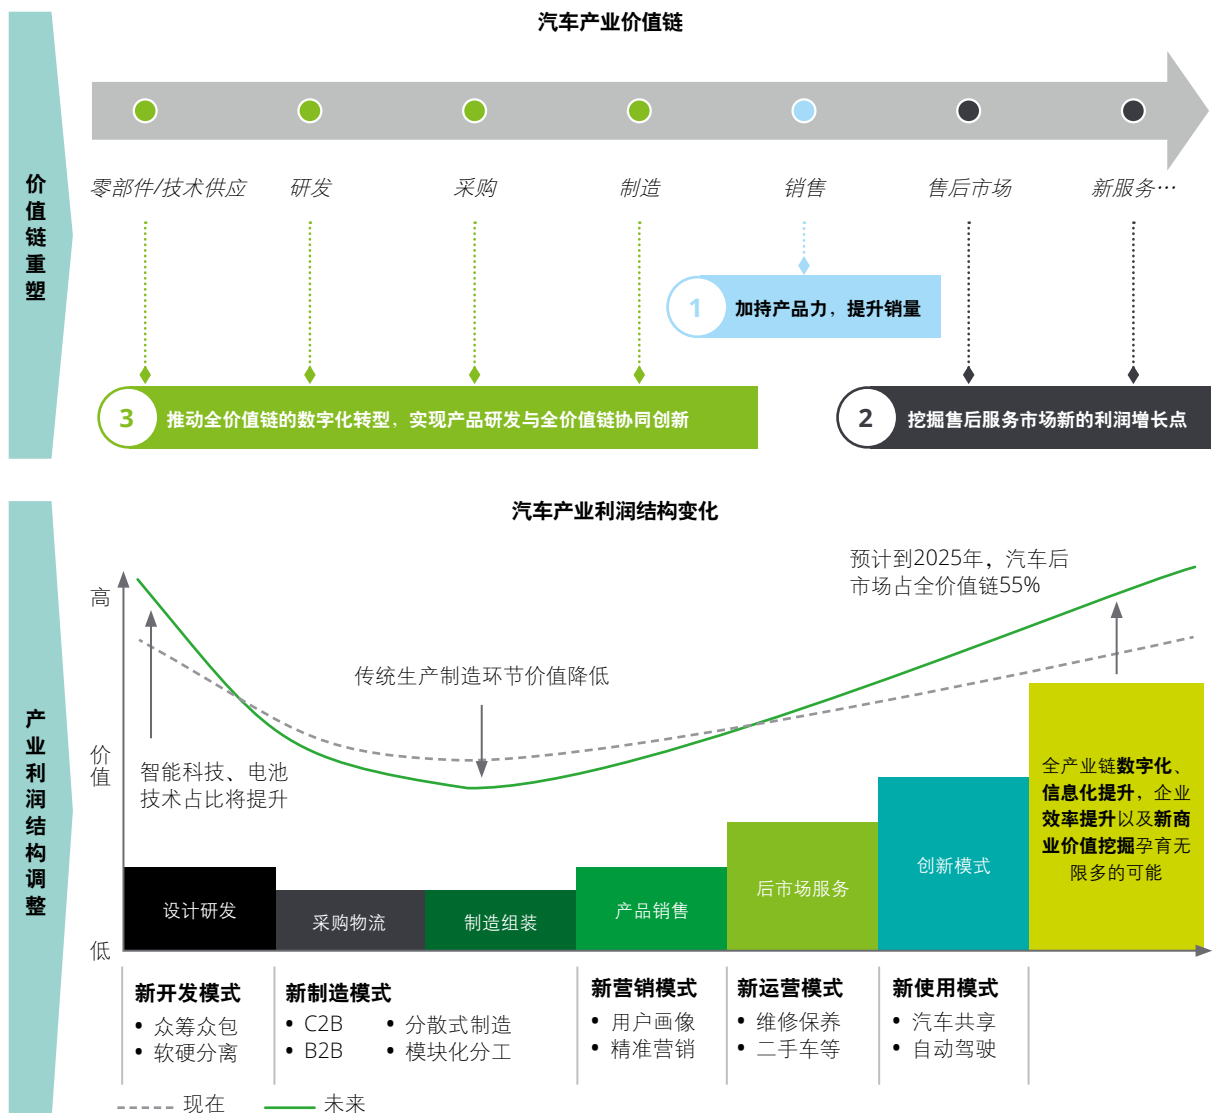 汽车产业价值链
价值链重塑
零部件/技术供应
研发
采购
制造
销售
售后市场
新服务…
1
加持产品力，提升销量
3
推动全价值链的数字化转型，实现产品研发与全价值链协同创新
2
挖掘售后服务市场新的利润增长点
汽车产业利润结构变化
产业利润结构调整
高
价值
低
预计到2025年，汽车后
市场占全价值链55%
传统生产制造环节价值降低
智能科技、电池
技术占比将提升
设计研发
采购物流
制造组装
产品销售
后市场服务
创新模式
全产业链数字化、
信息化提升，企业
效率提升以及新商
业价值挖掘孕育无
限多的可能
新开发模式
• 众筹众包
• 软硬分离
新制造模式
• C2B
• B2B
• 分散式制造
• 模块化分工
新营销模式
• 用户画像
• 精准营销
新运营模式
• 维修保养
• 二手车等
新使用模式
• 汽车共享
• 自动驾驶
现在
未来